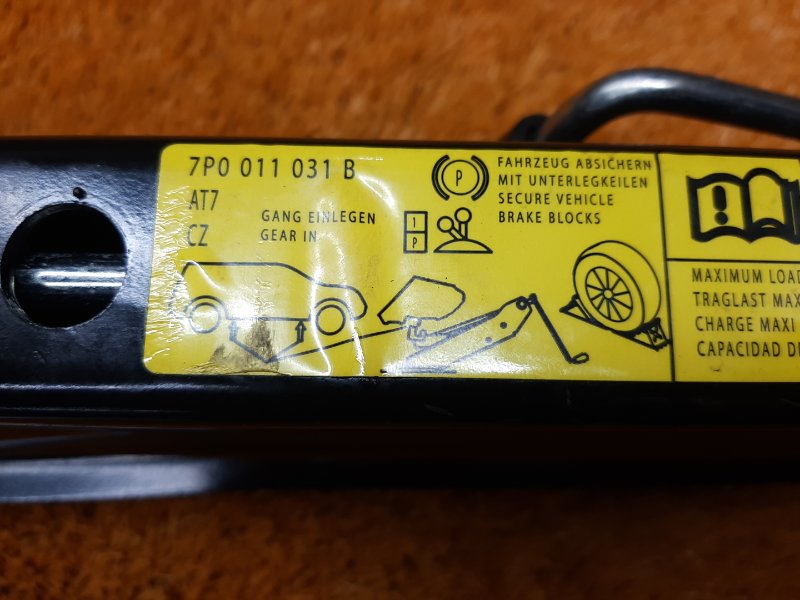 7P0 011 031 B
AT7
CZ
GANG EINLEGEN
GEAR IN
P
I
P
FAHRZEUG ABSICHERN
MIT UNTERLEGKEILEN
SECURE VEHICLE
BRAKE BLOCKS
!
MAXIMUM LOAD
TRAGLAST MAX
CHARGE MAXI
CAPACIDAD DE